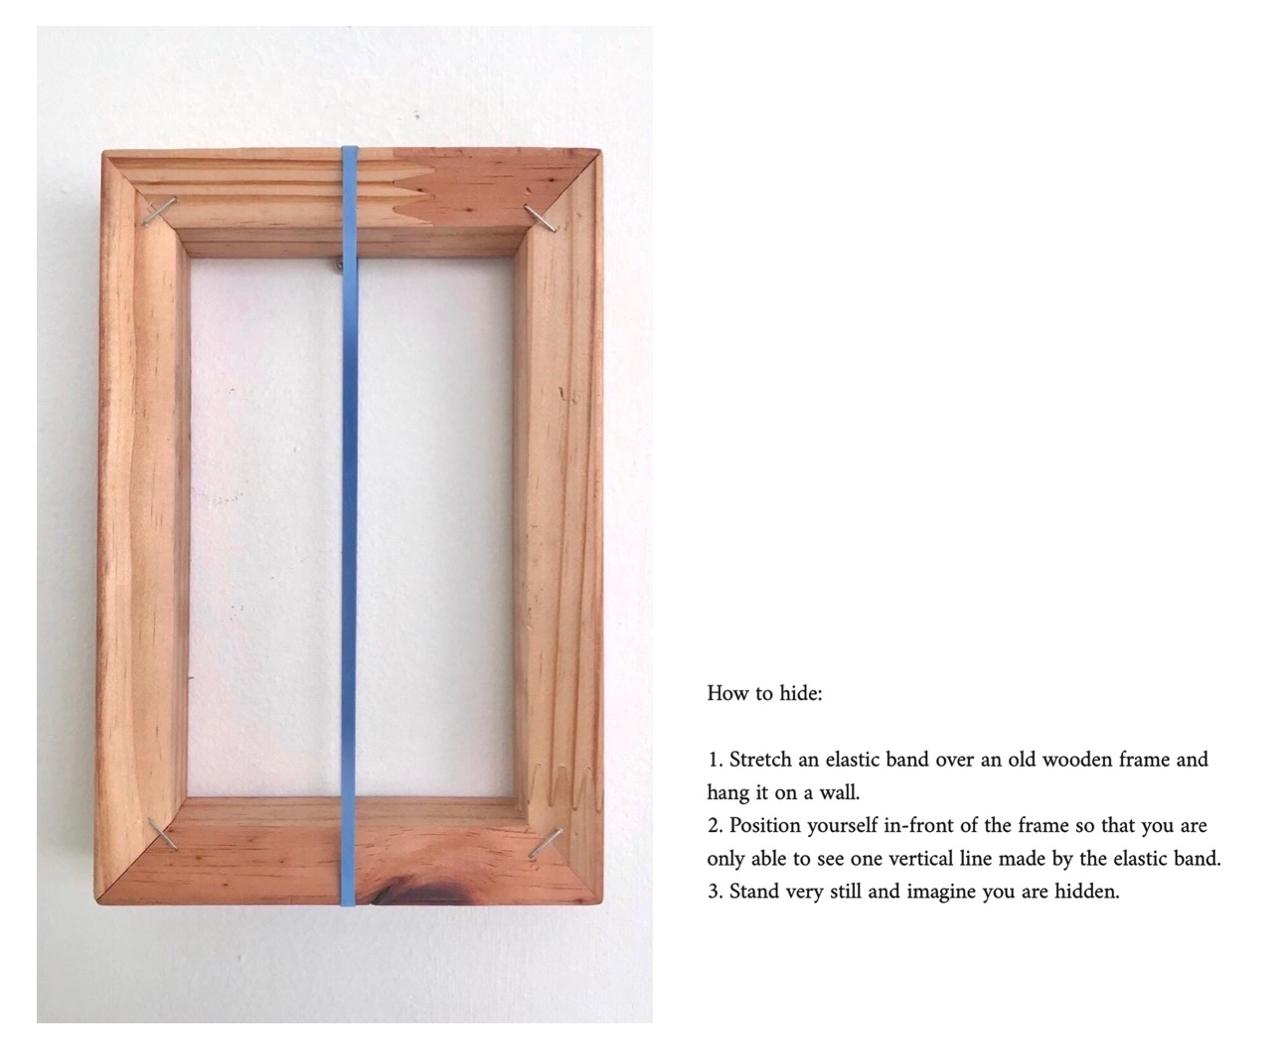 How to hide:
1. Stretch an elastic band over an old wooden frame and
hang it on a wall.
2. Position yourself in-front of the frame so that you are
only able to see one vertical line made by the elastic band.
3. Stand very still and imagine you are hidden.